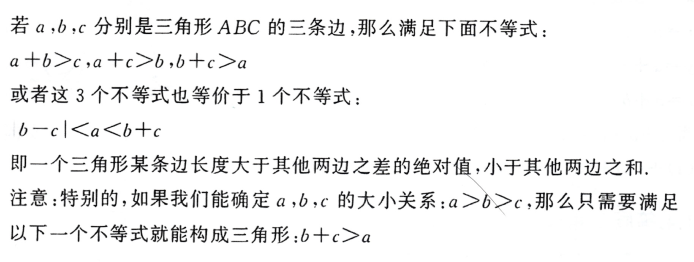 若 a,b,c 分别是三角形 ABC 的三条边,那么满足下面不等式:
a+b>c,a+c>b,b+c>a
或者这 3 个不等式也等价于 1 个不等式:
|b-c|<a<b+c
即一个三角形某条边长度大于其他两边之差的绝对值,小于其他两边之和.
注意:特别的,如果我们能确定 a,b,c 的大小关系:a>b>c,那么只需要满足
以下一个不等式就能构成三角形:b+c>a